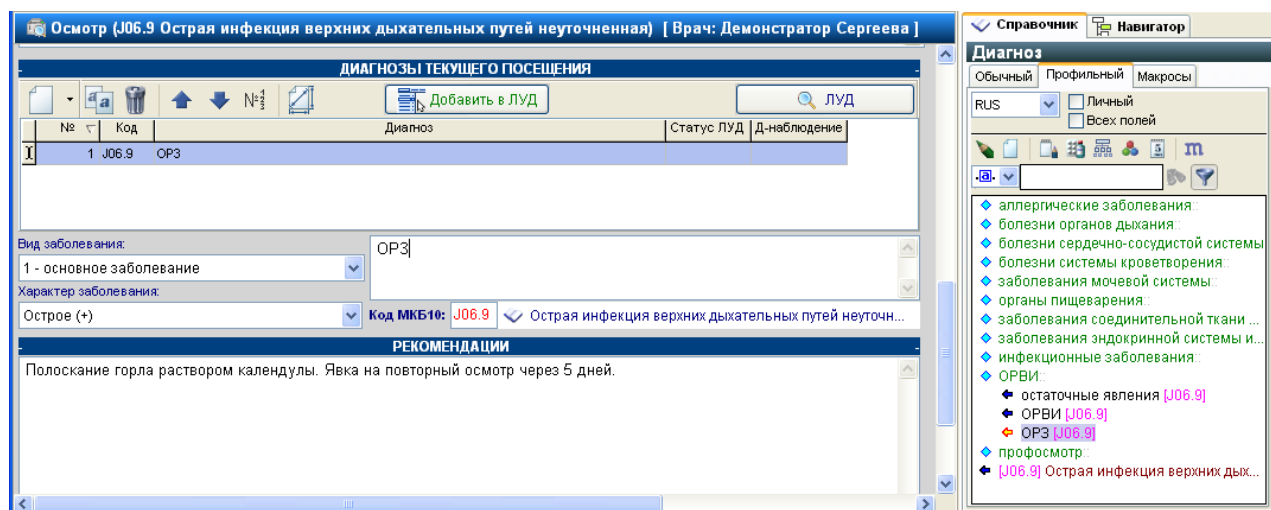 Осмотр (J06.9 Острая инфекция верхних дыхательных путей неуточненная) [ Врач: Демонстратор Сергеева ]
ДИАГНОЗЫ ТЕКУЩЕГО ПОСЕЩЕНИЯ
Добавить в ЛУД
ЛУД
№ Код Диагноз Статус ЛУД Д-наблюдение
1 J06.9 ОРЗ
Вид заболевания:
1 - основное заболевание
ОРЗ
Характер заболевания:
Острое (+)
Код МКБ10: J06.9 Острая инфекция верхних дыхательных путей неуточн...
РЕКОМЕНДАЦИИ
Полоскание горла раствором календулы. Явка на повторный осмотр через 5 дней.
Справочник Навигатор
Диагноз
Обычный Профильный Макросы
RUS
Личный
Всех полей
m
.a.
аллергические заболевания::
болезни органов дыхания::
болезни сердечно-сосудистой системы
болезни системы кроветворения::
заболевания мочевой системы::
органы пищеварения::
заболевания соединительной ткани ...
заболевания эндокринной системы и...
инфекционные заболевания::
ОРВИ::
остаточные явления [J06.9]
ОРВИ [J06.9]
ОРЗ [J06.9]
профосмотр::
[J06.9] Острая инфекция верхних дых...